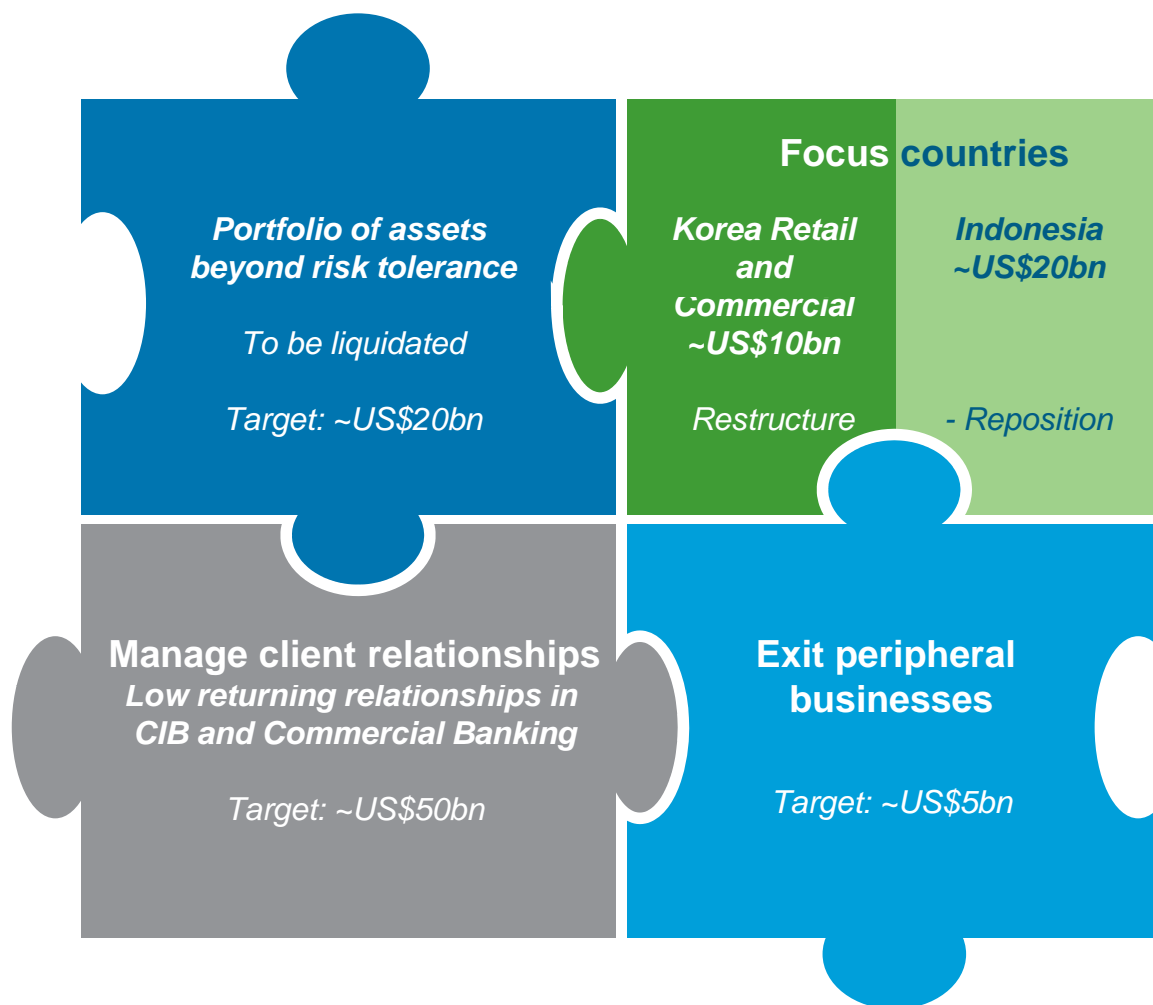 Portfolio of assets
beyond risk tolerance
To be liquidated
Target: ~US$20bn
Focus countries
Korea Retail
and
Commercial
~US$10bn
Restructure
Indonesia
~US$20bn
- Reposition
Manage client relationships
Low returning relationships in
CIB and Commercial Banking
Target: ~US$50bn
Exit peripheral
businesses
Target: ~US$5bn